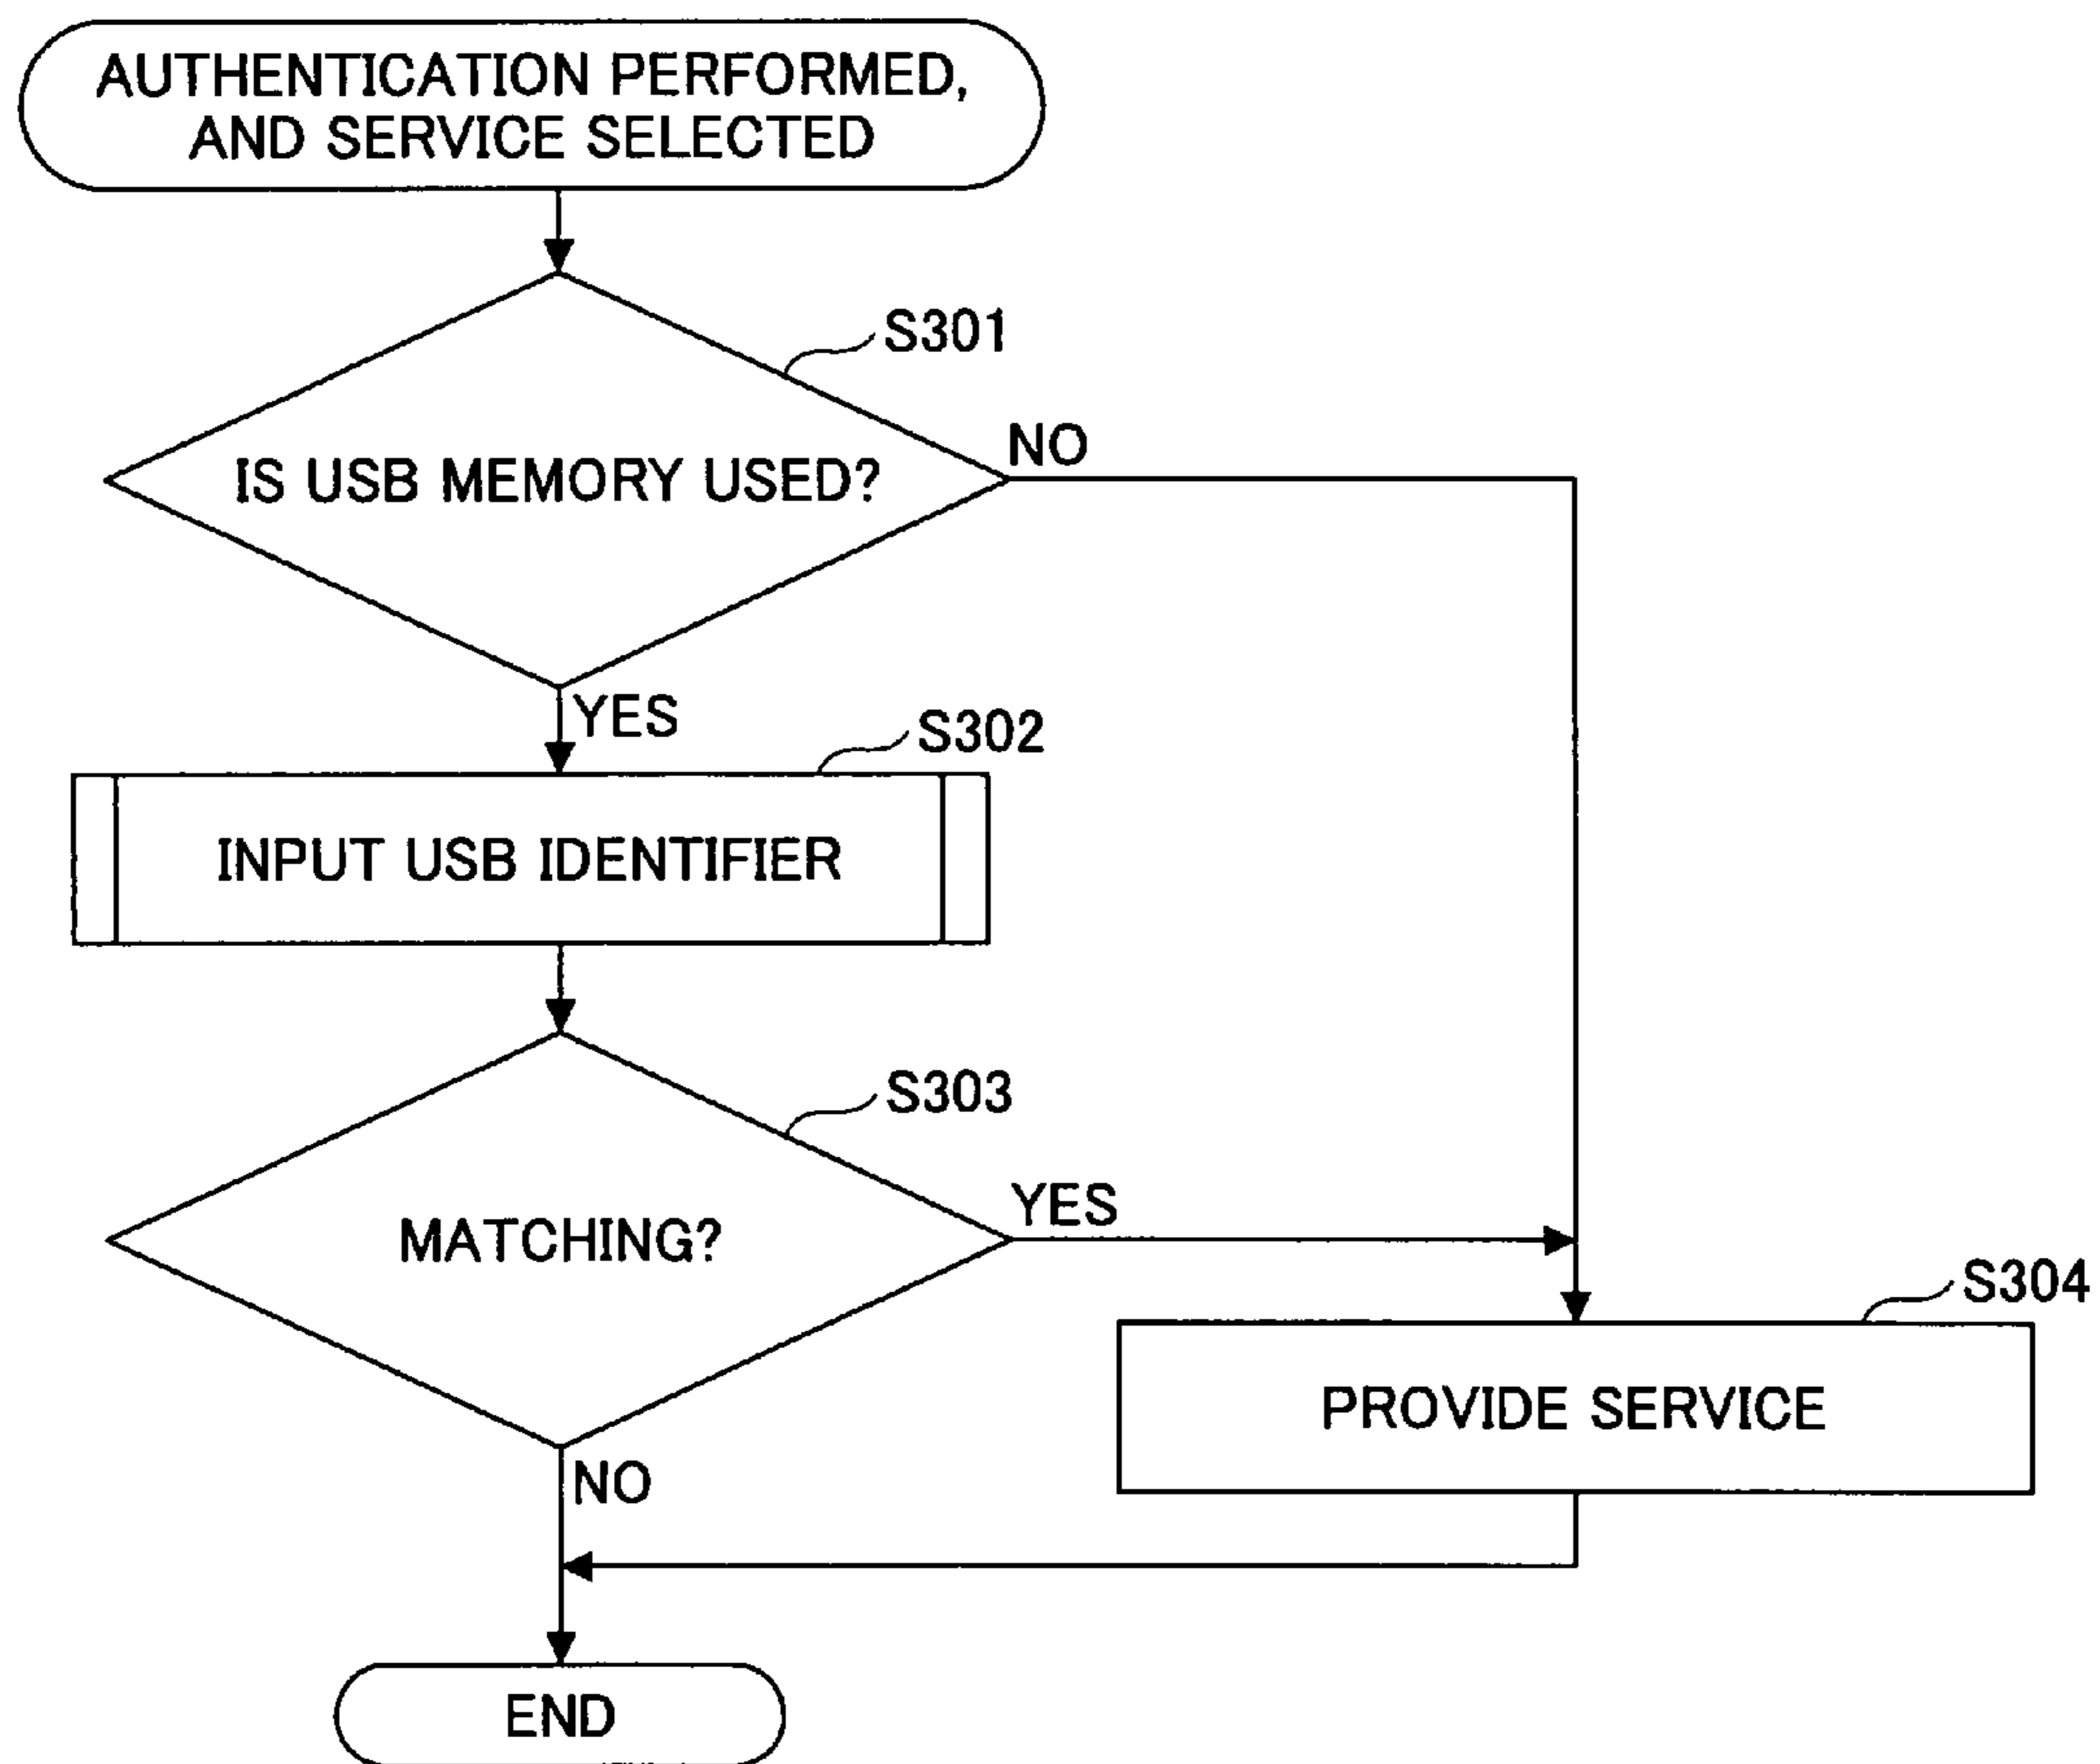 AUTHENTICATION PERFORMED,
AND SERVICE SELECTED
S301
IS USB MEMORY USED?
NO
YES
S302
INPUT USB IDENTIFIER
S303
MATCHING?
YES
S304
PROVIDE SERVICE
NO
END